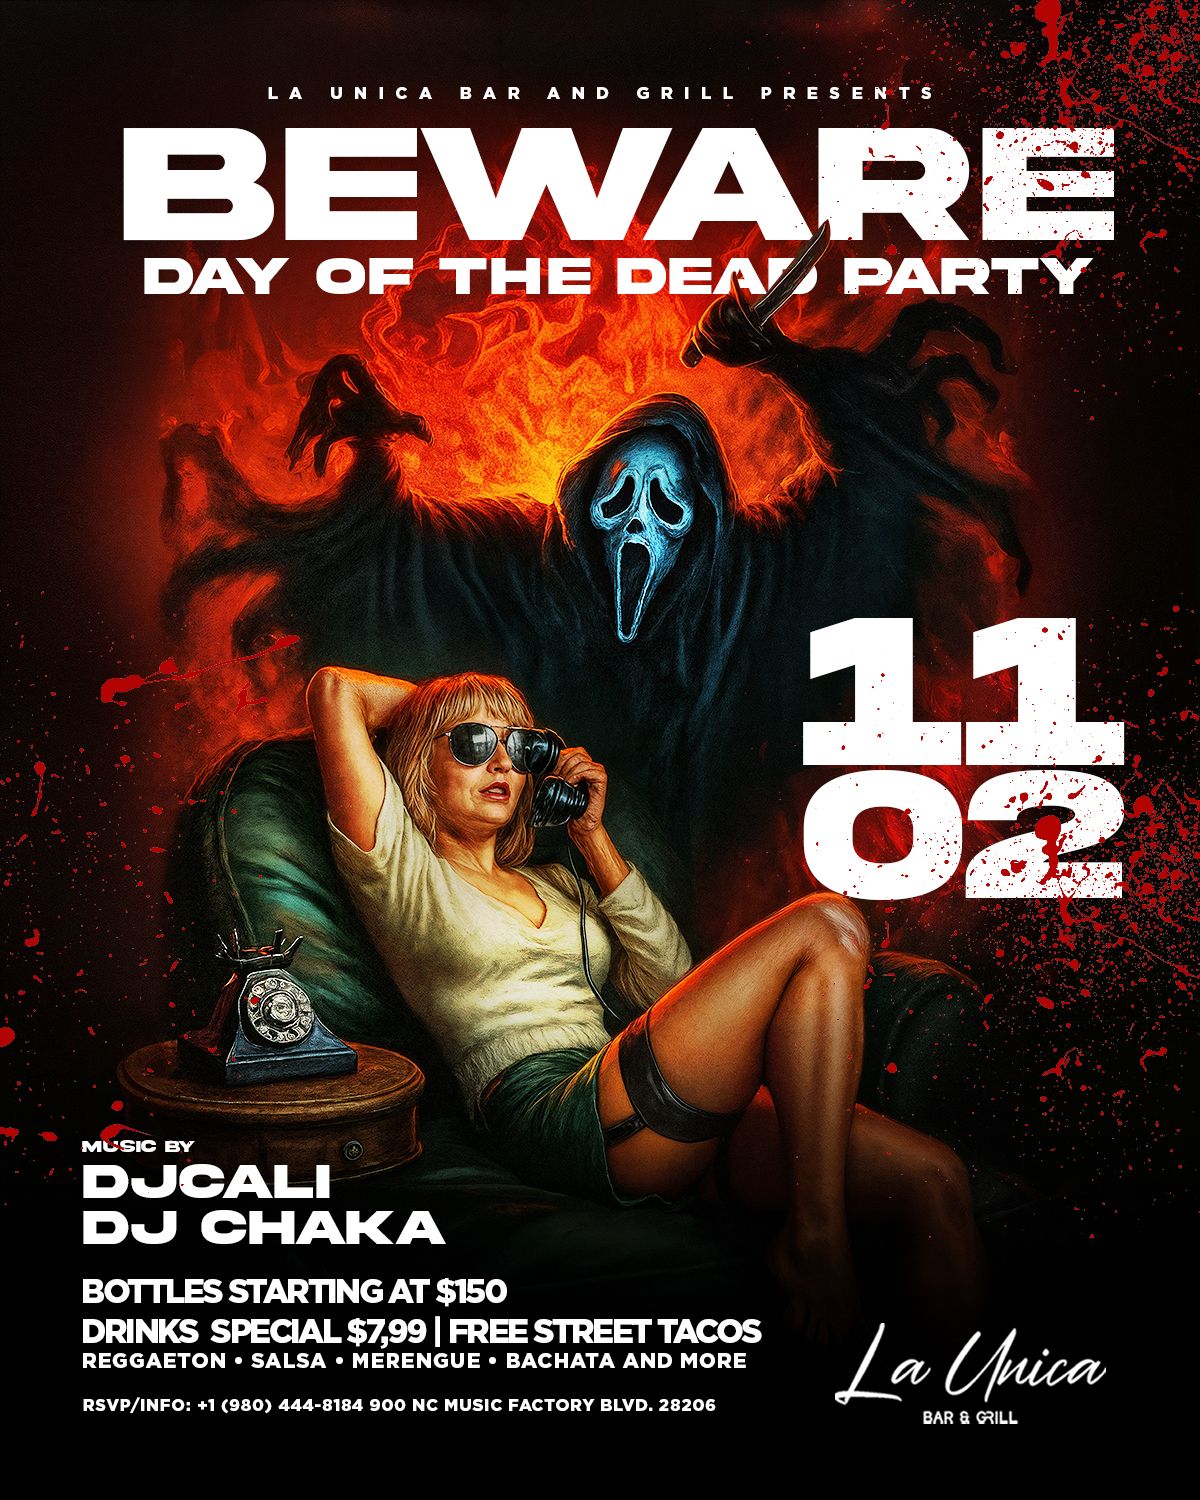 LA UNICA BAR AND GRILL PRESENTS
BEWARE
DAY OF THE DEAD PARTY
11
02
MUSIC BY
DJCALI
DJ CHAKA
BOTTLES STARTING AT $150
DRINKS SPECIAL $7,99 | FREE STREET TACOS
REGGAETON • SALSA • MERENGUE • BACHATA AND MORE
RSVP/INFO: +1 (980) 444-8184 900 NC MUSIC FACTORY BLVD. 28206
La Unica
BAR & GRILL